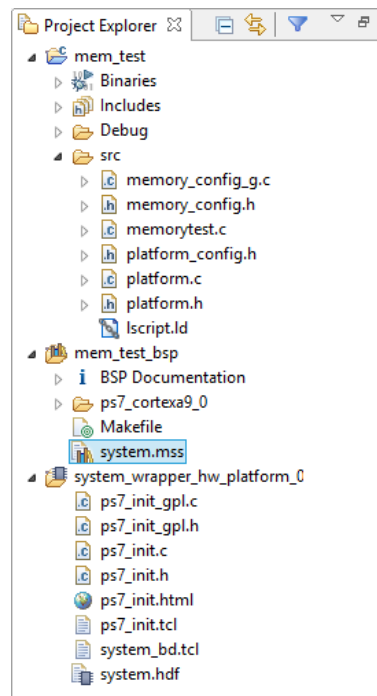 Project Explorer
mem_test
Binaries
Includes
Debug
src
memory_config_g.c
memory_config.h
memorytest.c
platform_config.h
platform.c
platform.h
lscript.ld
mem_test_bsp
BSP Documentation
ps7_cortexa9_0
Makefile
system.mss
system_wrapper_hw_platform_0
ps7_init_gpl.c
ps7_init_gpl.h
ps7_init.c
ps7_init.h
ps7_init.html
ps7_init.tcl
system_bd.tcl
system.hdf